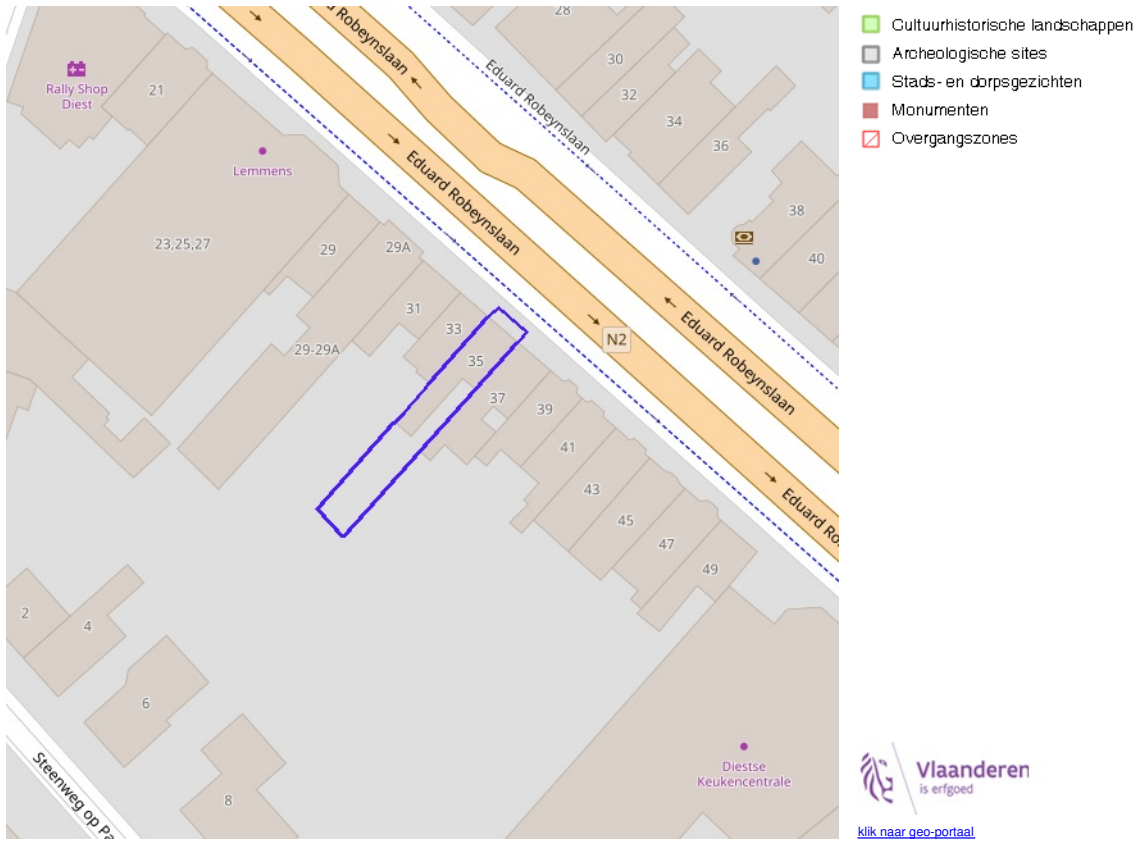 Rally Shop
Diest
21
Lemmens
23,25,27
29
29A
29-29A
31
33
35
37
39
41
43
45
47
49
28
30
32
34
36
38
40
Robeynslaan
Eduard Robeynslaan
Eduard Robeynslaan
Eduard Robeynslaan
N2
2
4
6
8
Steenweg op
Diestse
Keukencentrale
Cultuurhistorische landschappen
Archeologische sites
Stads- en dorpsgezichten
Monumenten
Overgangszones
Vlaanderen
is erfgoed
klik naar geo-portaal